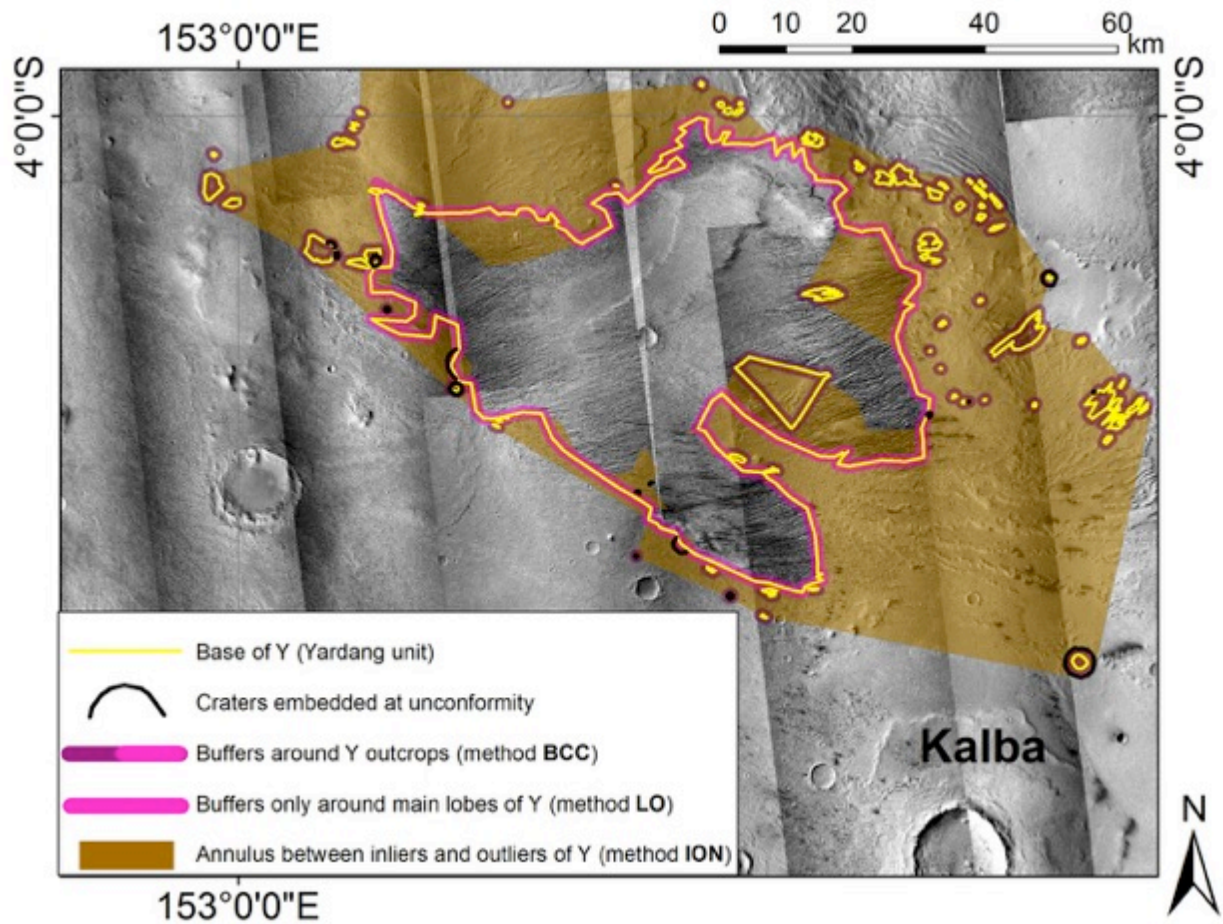 0 10 20 40 60
km
153°0'0"E
4°0'0"S
4°0'0"S
Base of Y (Yardang unit)
Craters embedded at unconformity
Buffers around Y outcrops (method BCC)
Buffers only around main lobes of Y (method LO)
Annulus between inliers and outliers of Y (method ION)
Kalba
N
153°0'0"E